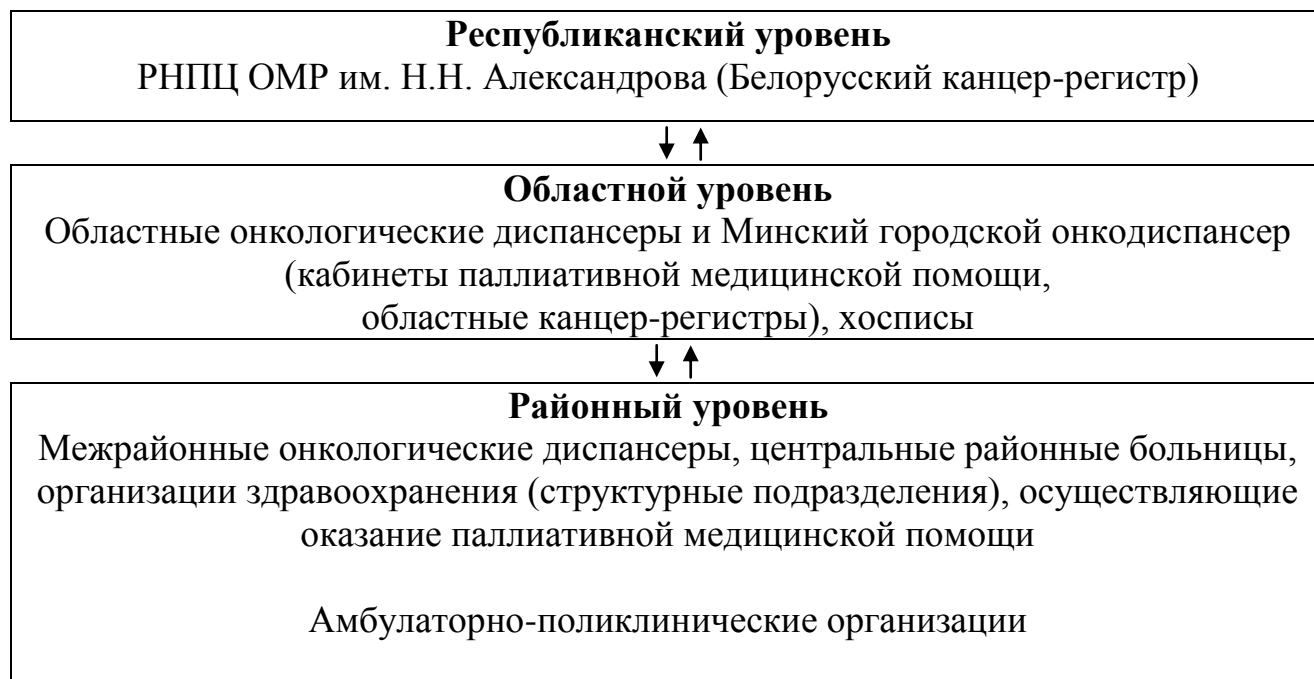 Республиканский уровень
РНПЦ ОМР им. Н.Н. Александрова (Белорусский канцер-регистр)
Областной уровень
Областные онкологические диспансеры и Минский городской онкодиспансер
(кабинеты паллиативной медицинской помощи,
областные канцер-регистры), хосписы
Районный уровень
Межрайонные онкологические диспансеры, центральные районные больницы,
организации здравоохранения (структурные подразделения), осуществляющие
оказание паллиативной медицинской помощи
Амбулаторно-поликлинические организации